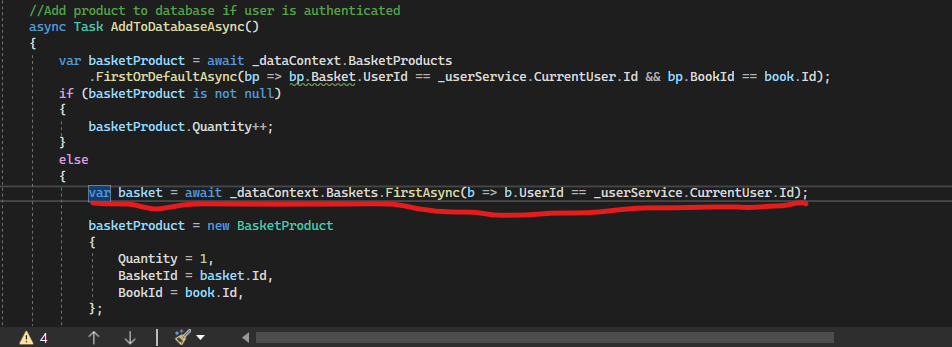 //Add product to database if user is authenticated
async Task AddToDatabaseAsync()
{
var basketProduct = await _dataContext.BasketProducts
.FirstOrDefaultAsync(bp => bp.Basket.UserId == _userService.CurrentUser.Id && bp.BookId == book.Id);
if (basketProduct is not null)
{
basketProduct.Quantity++;
}
else
{
var basket = await _dataContext.Baskets.FirstAsync(b => b.UserId == _userService.CurrentUser.Id);
basketProduct = new BasketProduct
{
Quantity = 1,
BasketId = basket.Id,
BookId = book.Id,
};
4